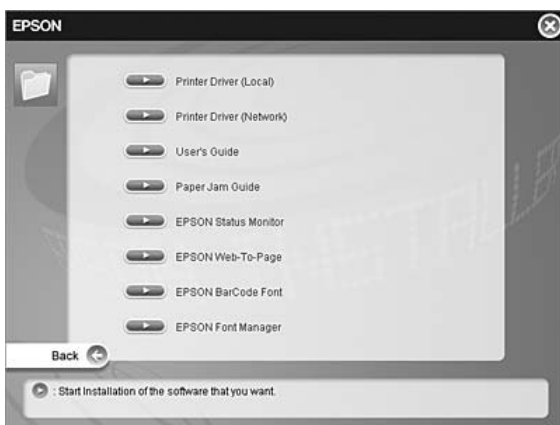 EPSON
Printer Driver (Local)
Printer Driver (Network)
User's Guide
Paper Jam Guide
EPSON Status Monitor
EPSON Web-To-Page
EPSON BarCode Font
EPSON Font Manager
Back
: Start Installation of the software that you want.